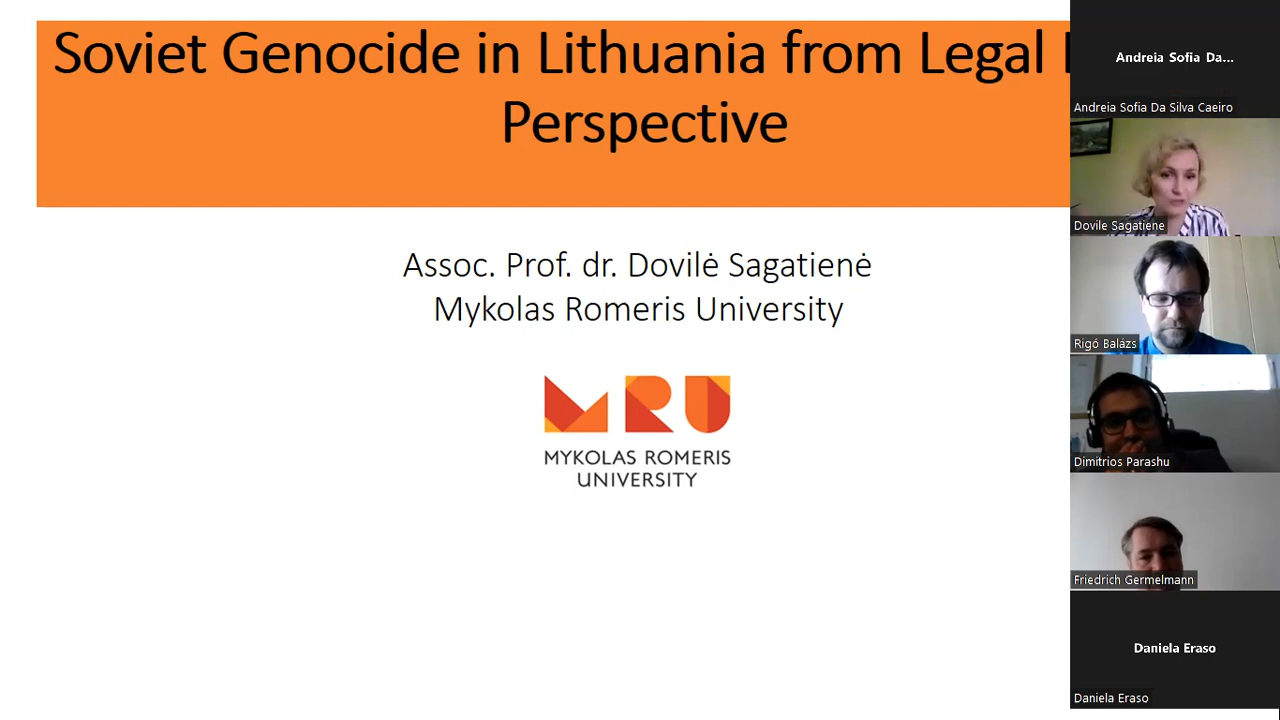 Soviet Genocide in Lithuania from Legal
Perspective
Assoc. Prof. dr. Dovilė Sagatienė
Mykolas Romeris University
MRU
MYKOLAS ROMERIS
UNIVERSITY
Andreia Sofia Da...
Andreia Sofia Da Silva Caeiro
Dovile Sagatiene
Rigó Balázs
Dimítrios Parashu
Friedrich Germelmann
Daniela Eraso
Daniela Eraso